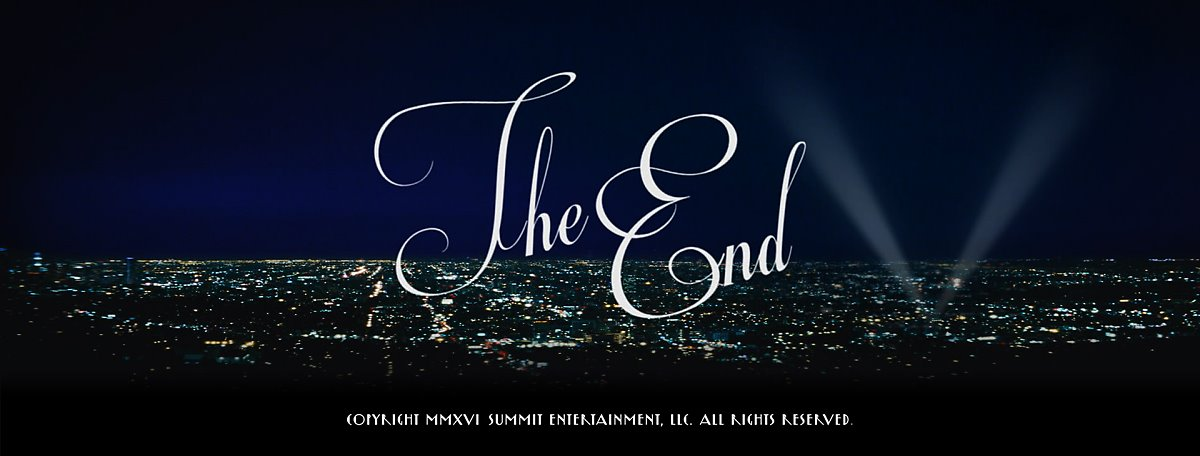 The End
COPYRIGHT MMXVI SUMMIT ENTERTAINMENT, LLC. ALL RIGHTS RESERVED.